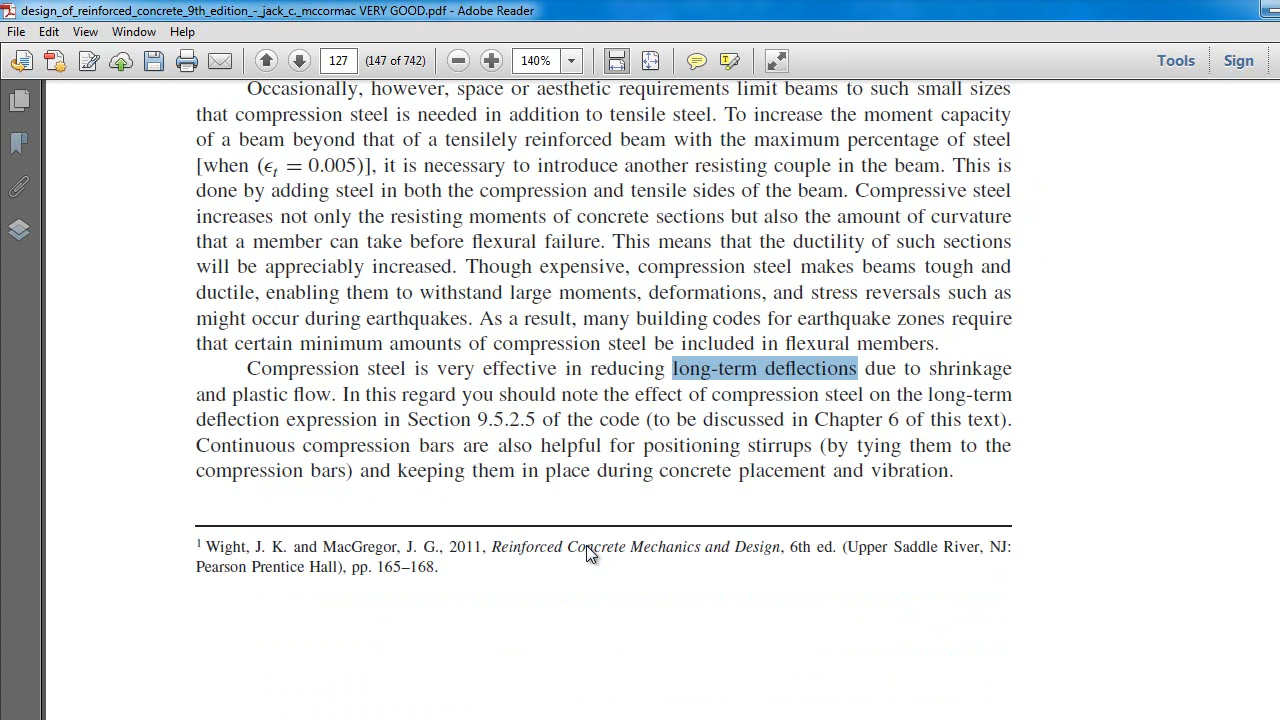 design_of_reinforced_concrete_9th_edition_-_jack_c._mccormac VERY GOOD.pdf - Adobe Reader
File Edit View Window Help
127 (147 of 742) 140% Tools Sign
Occasionally, however, space or aesthetic requirements limit beams to such small sizes
that compression steel is needed in addition to tensile steel. To increase the moment capacity
of a beam beyond that of a tensilely reinforced beam with the maximum percentage of steel
[when (ϵt = 0.005)], it is necessary to introduce another resisting couple in the beam. This is
done by adding steel in both the compression and tensile sides of the beam. Compressive steel
increases not only the resisting moments of concrete sections but also the amount of curvature
that a member can take before flexural failure. This means that the ductility of such sections
will be appreciably increased. Though expensive, compression steel makes beams tough and
ductile, enabling them to withstand large moments, deformations, and stress reversals such as
might occur during earthquakes. As a result, many building codes for earthquake zones require
that certain minimum amounts of compression steel be included in flexural members.
Compression steel is very effective in reducing long-term deflections due to shrinkage
and plastic flow. In this regard you should note the effect of compression steel on the long-term
deflection expression in Section 9.5.2.5 of the code (to be discussed in Chapter 6 of this text).
Continuous compression bars are also helpful for positioning stirrups (by tying them to the
compression bars) and keeping them in place during concrete placement and vibration.
1 Wight, J. K. and MacGregor, J. G., 2011, Reinforced Concrete Mechanics and Design, 6th ed. (Upper Saddle River, NJ:
Pearson Prentice Hall), pp. 165–168.